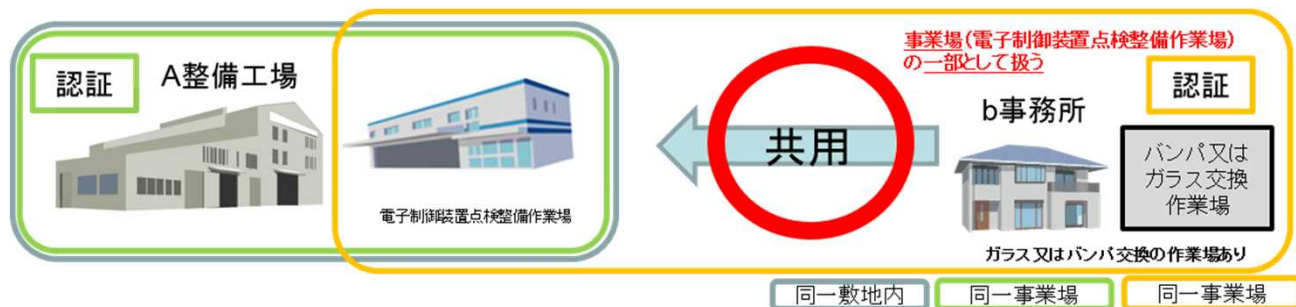 事業場(電子制御装置点検整備作業場)
の一部として扱う
認証
A整備工場
電子制御装置点検整備作業場
共用
b事務所
認証
バンパ又は
ガラス交換
作業場
ガラス又はバンパ交換の作業場あり
同一敷地内
同一事業場
同一事業場